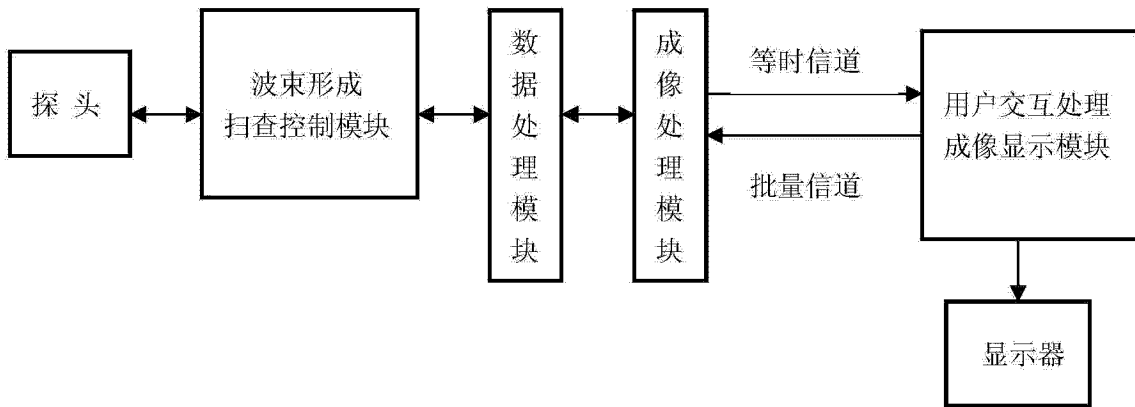 探 头
波束形成
扫查控制模块
数据处理模块
成像处理模块
等时信道
批量信道
用户交互处理
成像显示模块
显示器